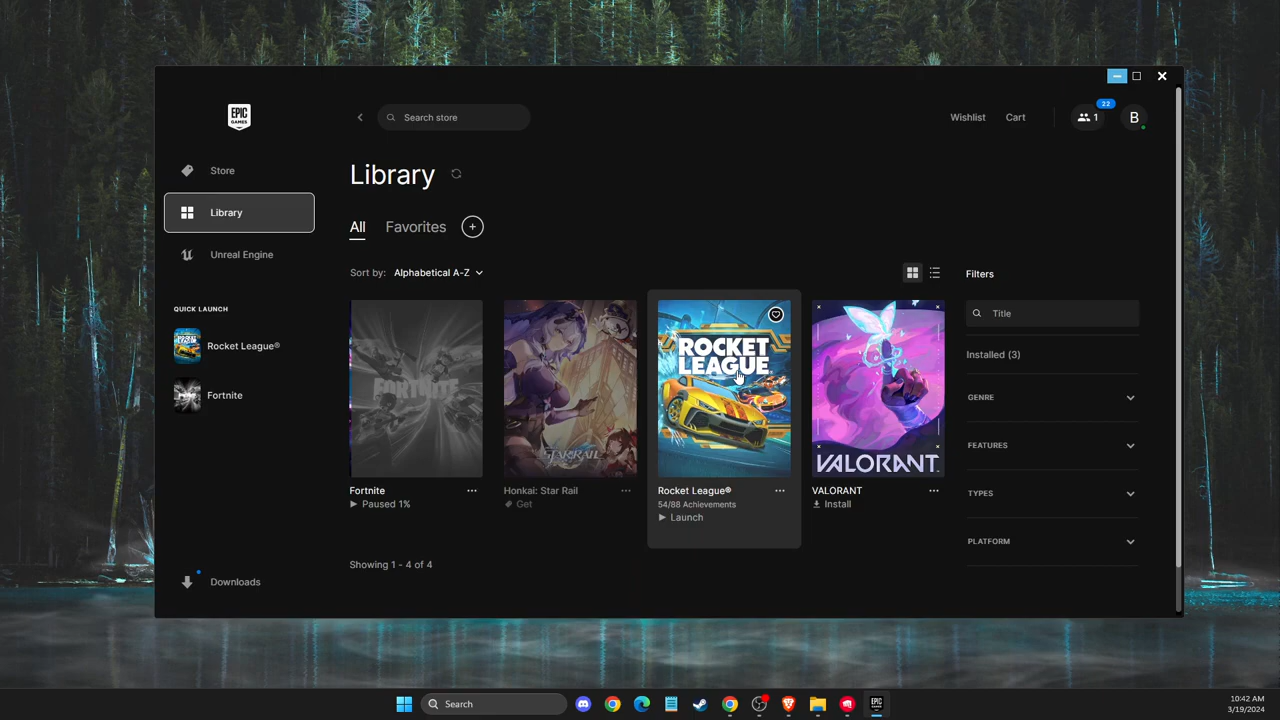 EPIC
GAMES
Search store
Wishlist
Cart
22
1
B
Store
Library
Unreal Engine
QUICK LAUNCH
Rocket League®
Fortnite
Downloads
Library
All
Favorites
Sort by: Alphabetical A-Z
FORTNITE
STAR RAIL
ROCKET
LEAGUE
VALORANT
Fortnite
Paused 1%
Honkai: Star Rail
Get
Rocket League®
54/88 Achievements
Launch
VALORANT
Install
Showing 1 - 4 of 4
Filters
Title
Installed (3)
GENRE
FEATURES
TYPES
PLATFORM
Search
10:42 AM
3/19/2024